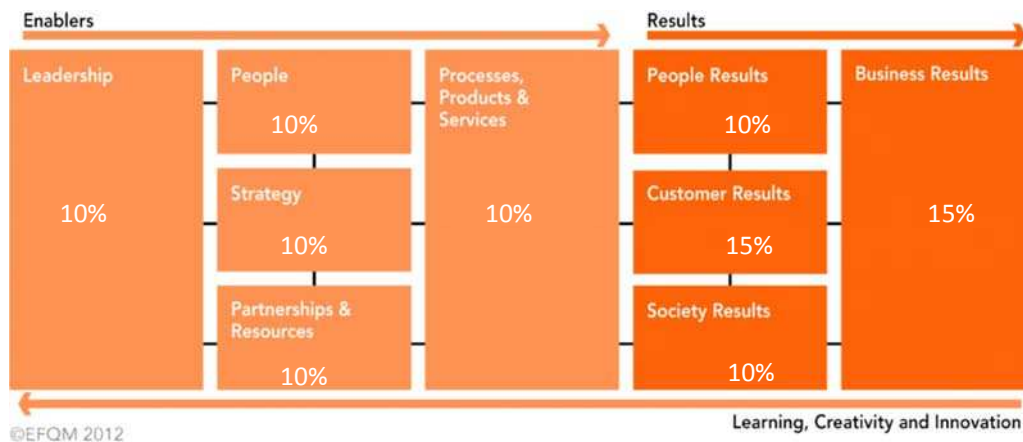 Enablers
Results
Leadership
10%
People
10%
Strategy
10%
Partnerships &
Resources
10%
Processes,
Products &
Services
10%
People Results
10%
Customer Results
15%
Society Results
10%
Business Results
15%
Learning, Creativity and Innovation
©EFQM 2012